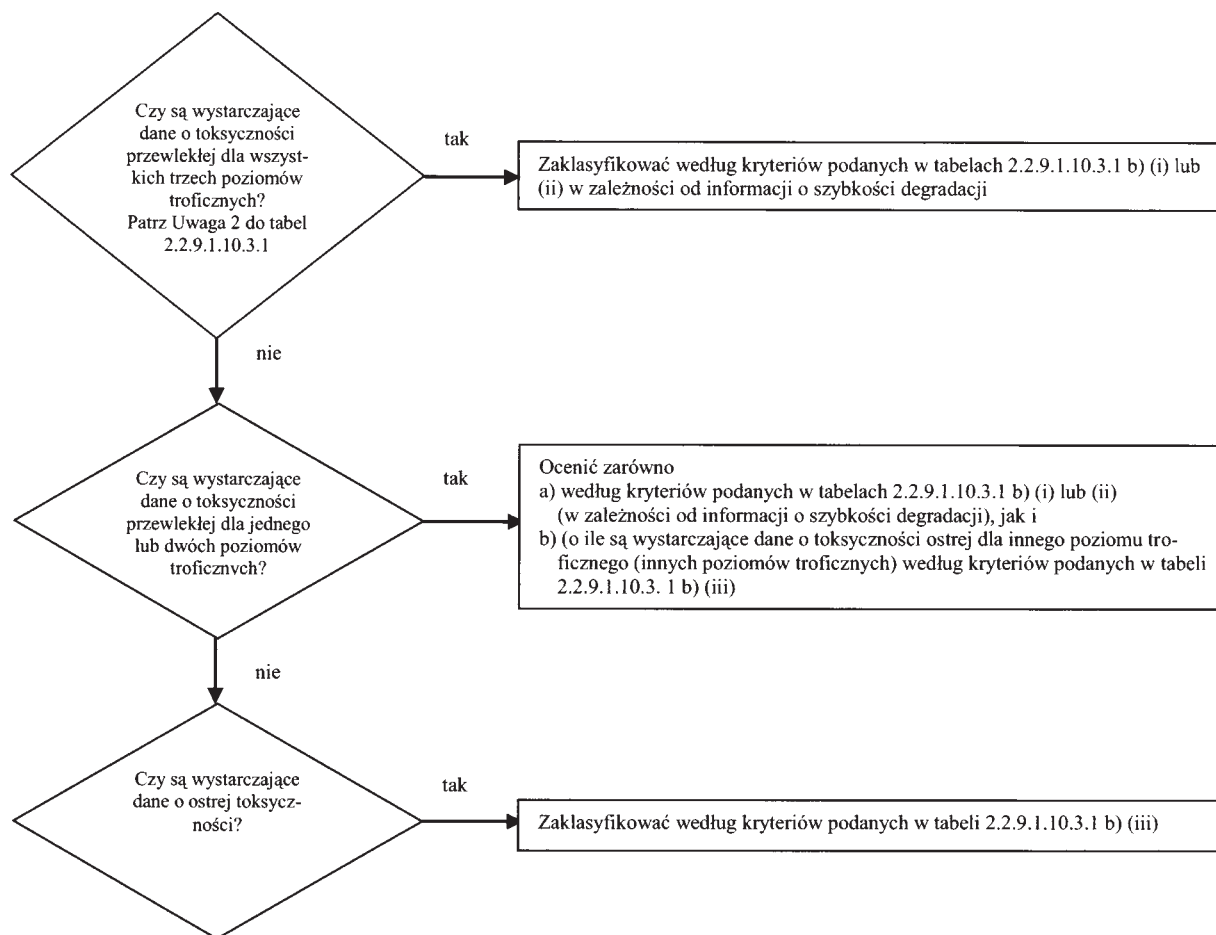 Czy są wystarczające
dane o toksyczności
przewlekłej dla wszyst-
kich trzech poziomów
troficznych?
Patrz Uwaga 2 do tabel
2.2.9.1.10.3.1
tak
Zaklasyfikować według kryteriów podanych w tabelach 2.2.9.1.10.3.1 b) (i) lub
(ii) w zależności od informacji o szybkości degradacji
nie
Czy są wystarczające
dane o toksyczności
przewlekłej dla jednego
lub dwóch poziomów
troficznych?
tak
Ocenić zarówno
a) według kryteriów podanych w tabelach 2.2.9.1.10.3.1 b) (i) lub (ii)
(w zależności od informacji o szybkości degradacji), jak i
b) (o ile są wystarczające dane o toksyczności ostrej dla innego poziomu tro-
ficznego (innych poziomów troficznych) według kryteriów podanych w tabeli
2.2.9.1.10.3. 1 b) (iii)
nie
Czy są wystarczające
dane o ostrej toksycz-
ności?
tak
Zaklasyfikować według kryteriów podanych w tabeli 2.2.9.1.10.3.1 b) (iii)